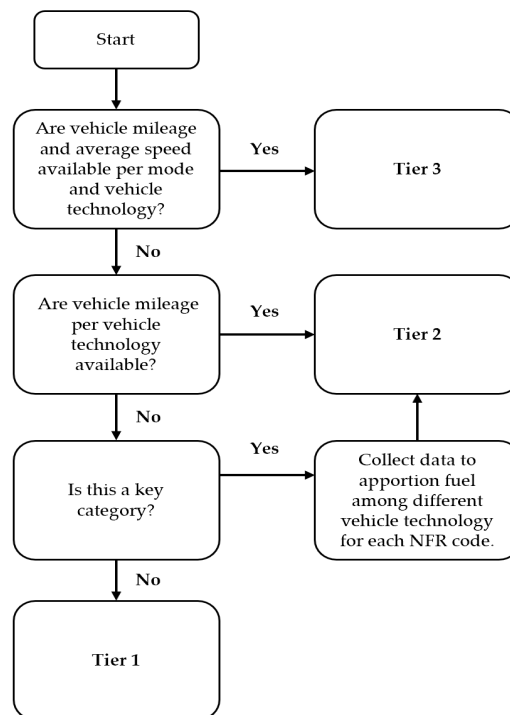 Start
Are vehicle mileage
and average speed
available per mode
and vehicle
technology?
Yes
Tier 3
No
Are vehicle mileage
per vehicle
technology
available?
Yes
Tier 2
No
Is this a key
category?
Yes
Collect data to
apportion fuel
among different
vehicle technology
for each NFR code.
No
Tier 1